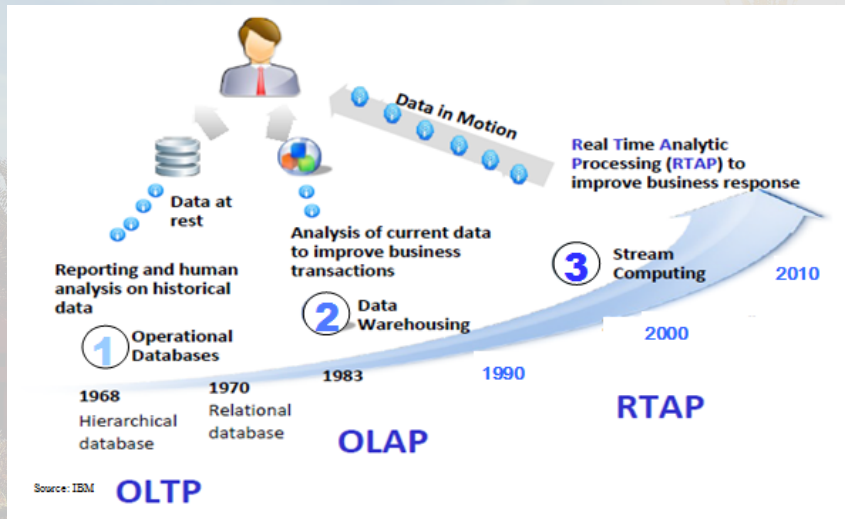 Data in Motion
Real Time Analytic
Processing (RTAP) to
improve business response
Data at
rest
Analysis of current data
to improve business
transactions
Reporting and human
analysis on historical
data
3 Stream
Computing
2010
2 Data
Warehousing
1 Operational
Databases
2000
1990
1983
1970
Relational
database
1968
Hierarchical
database
RTAP
OLAP
Source: IBM
OLTP